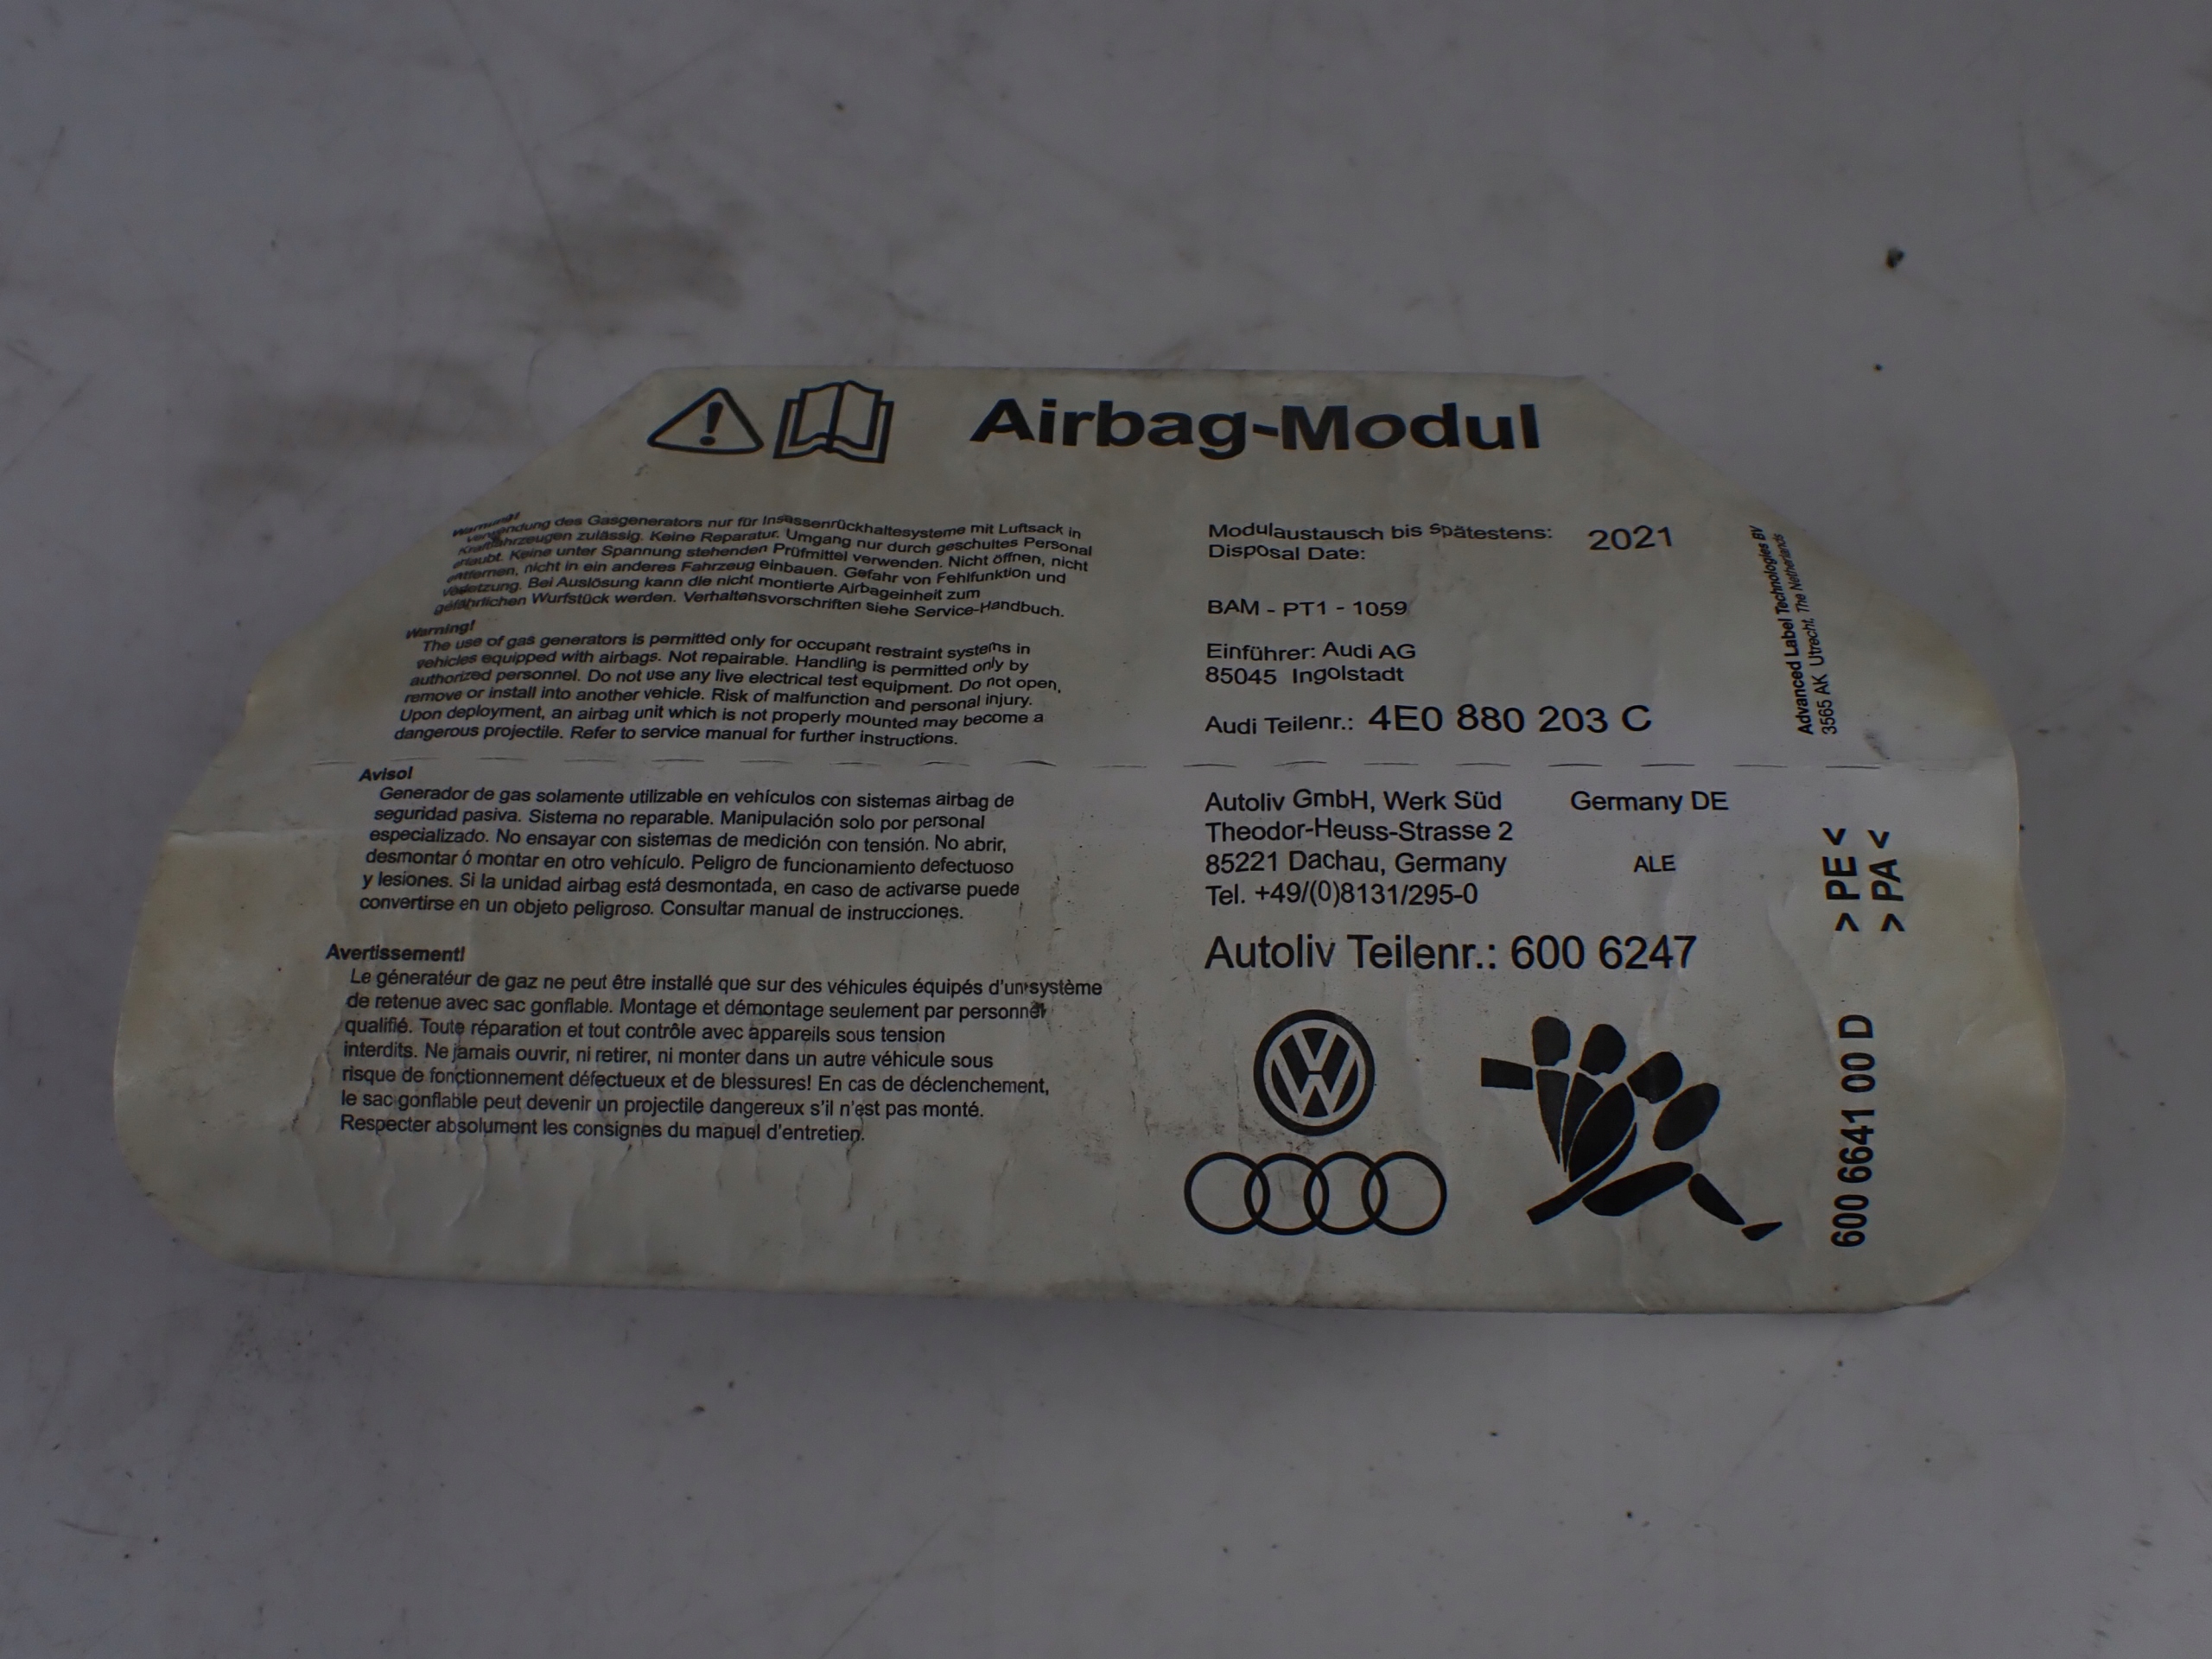 Airbag-Modul
Warnung!
Verwendung des Gasgenerators nur für Insassenrückhaltesysteme mit Luftsack in
Kraftfahrzeugen zulässig. Keine Reparatur. Umgang nur durch geschultes Personal
erlaubt. Keine unter Spannung stehenden Prüfmittel verwenden. Nicht öffnen, nicht
entfernen, nicht in ein anderes Fahrzeug einbauen. Gefahr von Fehlfunktion und
Verletzung. Bei Auslösung kann die nicht montierte Airbageinheit zum
gefährlichen Wurfstück werden. Verhaltensvorschriften siehe Service-Handbuch.
Warning!
The use of gas generators is permitted only for occupant restraint systems in
vehicles equipped with airbags. Not repairable. Handling is permitted only by
authorized personnel. Do not use any live electrical test equipment. Do not open,
remove or install into another vehicle. Risk of malfunction and personal injury.
Upon deployment, an airbag unit which is not properly mounted may become a
dangerous projectile. Refer to service manual for further instructions.
Aviso!
Generador de gas solamente utilizable en vehículos con sistemas airbag de
seguridad pasiva. Sistema no reparable. Manipulación solo por personal
especializado. No ensayar con sistemas de medición con tensión. No abrir,
desmontar ó montar en otro vehículo. Peligro de funcionamiento defectuoso
y lesiones. Si la unidad airbag está desmontada, en caso de activarse puede
convertirse en un objeto peligroso. Consultar manual de instrucciones.
Avertissement!
Le génératéur de gaz ne peut être installé que sur des véhicules équipés d'un système
de retenue avec sac gonflable. Montage et démontage seulement par personnel
qualifié. Toute réparation et tout contrôle avec appareils sous tension
interdits. Ne jamais ouvrir, ni retirer, ni monter dans un autre véhicule sous
risque de fonctionnement défectueux et de blessures! En cas de déclenchement,
le sac gonflable peut devenir un projectile dangereux s'il n'est pas monté.
Respecter absolument les consignes du manuel d'entretien.
Modulaustausch bis spätestens: 2021
Disposal Date:
BAM - PT1 - 1059
Einführer: Audi AG
85045 Ingolstadt
Audi Teilenr.: 4E0 880 203 C
Autoliv GmbH, Werk Süd Germany DE
Theodor-Heuss-Strasse 2
85221 Dachau, Germany ALE
Tel. +49/(0)8131/295-0
Autoliv Teilenr.: 600 6247
Advanced Label Technologies BV
3565 AK Utrecht, The Netherlands
> PE <
> PA <
600 6641 00 D